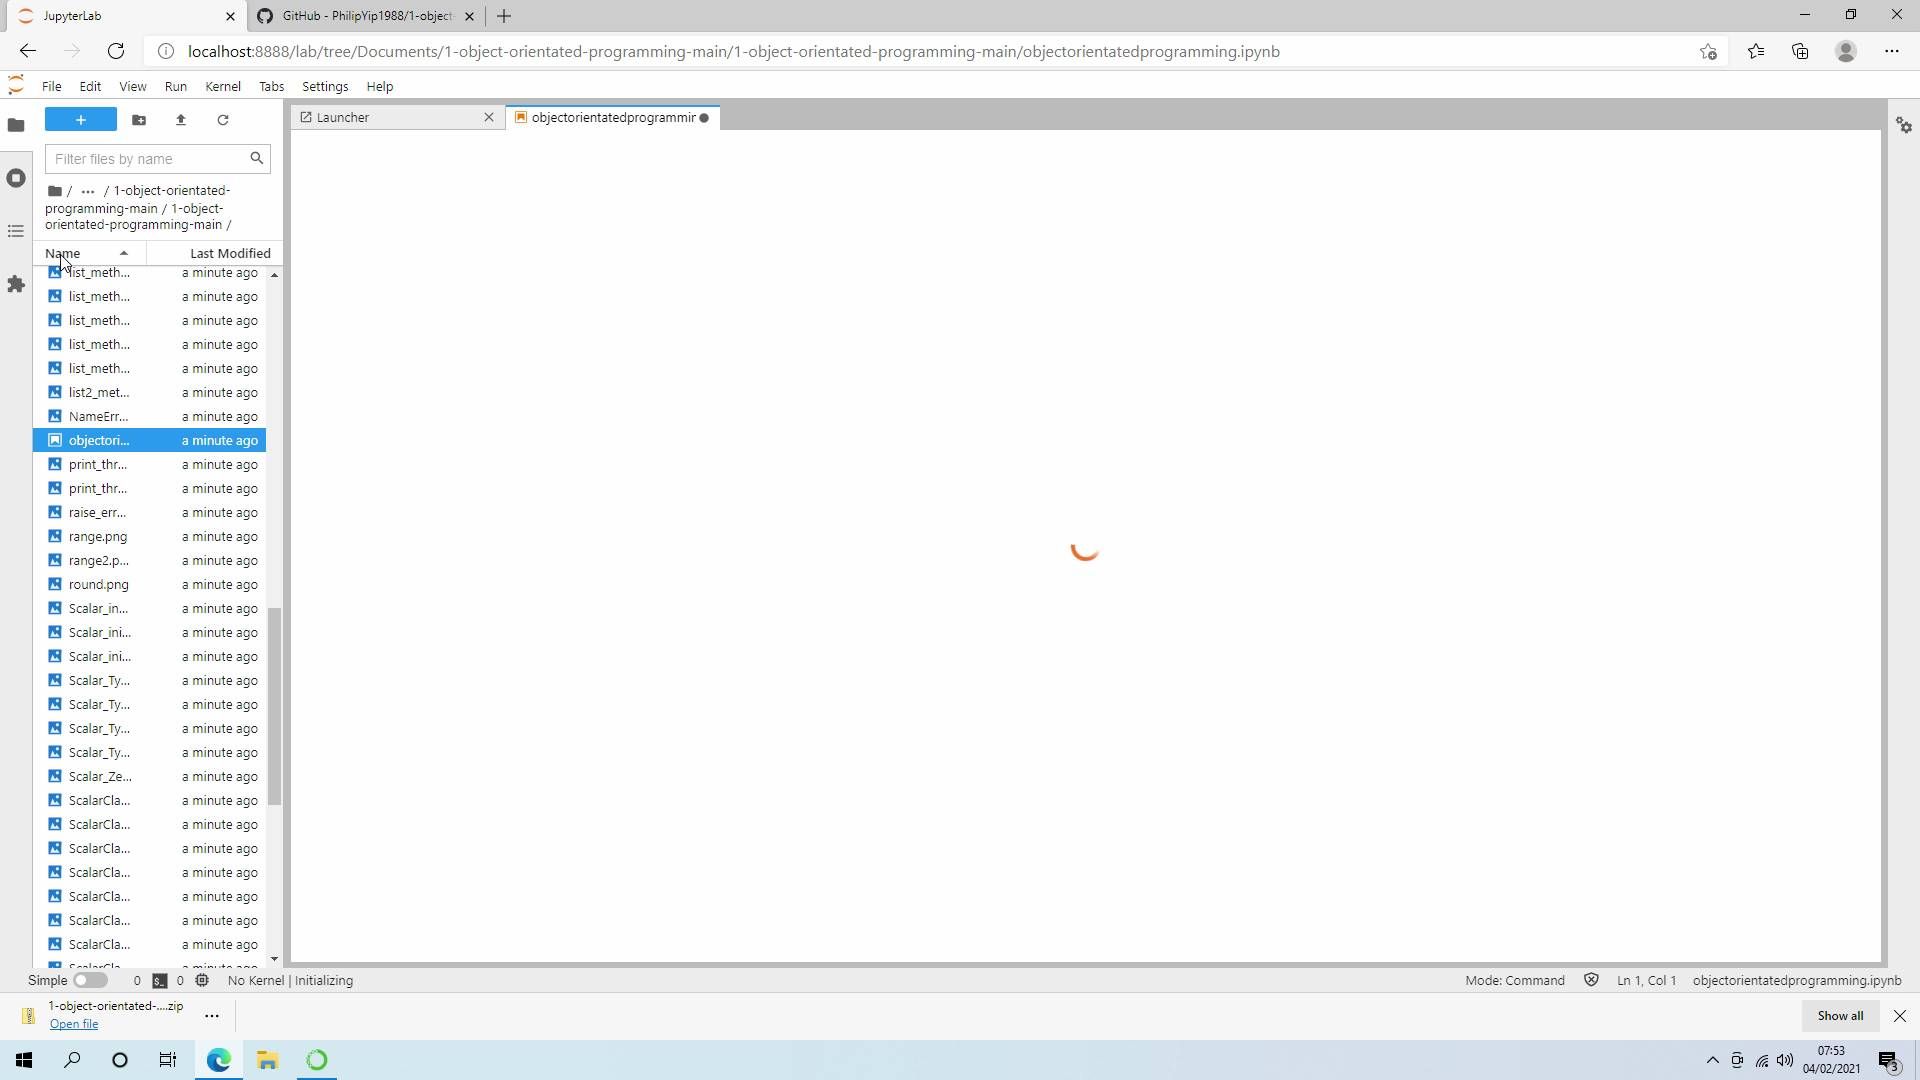 JupyterLab
GitHub - PhilipYip1988/1-object-
localhost:8888/lab/tree/Documents/1-object-orientated-programming-main/1-object-orientated-programming-main/objectorientatedprogramming.ipynb
File Edit View Run Kernel Tabs Settings Help
+
Launcher
objectorientatedprogrammir
Filter files by name
/ ··· / 1-object-orientated-
programming-main / 1-object-
orientated-programming-main /
Name Last Modified
list_meth... a minute ago
list_meth... a minute ago
list_meth... a minute ago
list_meth... a minute ago
list_meth... a minute ago
list2_met... a minute ago
NameErr... a minute ago
objectori... a minute ago
print_thr... a minute ago
print_thr... a minute ago
raise_err... a minute ago
range.png a minute ago
range2.p... a minute ago
round.png a minute ago
Scalar_in... a minute ago
Scalar_ini... a minute ago
Scalar_ini... a minute ago
Scalar_Ty... a minute ago
Scalar_Ty... a minute ago
Scalar_Ty... a minute ago
Scalar_Ty... a minute ago
Scalar_Ze... a minute ago
ScalarCla... a minute ago
ScalarCla... a minute ago
ScalarCla... a minute ago
ScalarCla... a minute ago
ScalarCla... a minute ago
ScalarCla... a minute ago
ScalarCla... a minute ago
ScalarCla... a minute ago
Simple 0 $_ 0 No Kernel | Initializing Mode: Command Ln 1, Col 1 objectorientatedprogramming.ipynb
1-object-orientated-....zip
Open file
Show all
07:53
04/02/2021
3